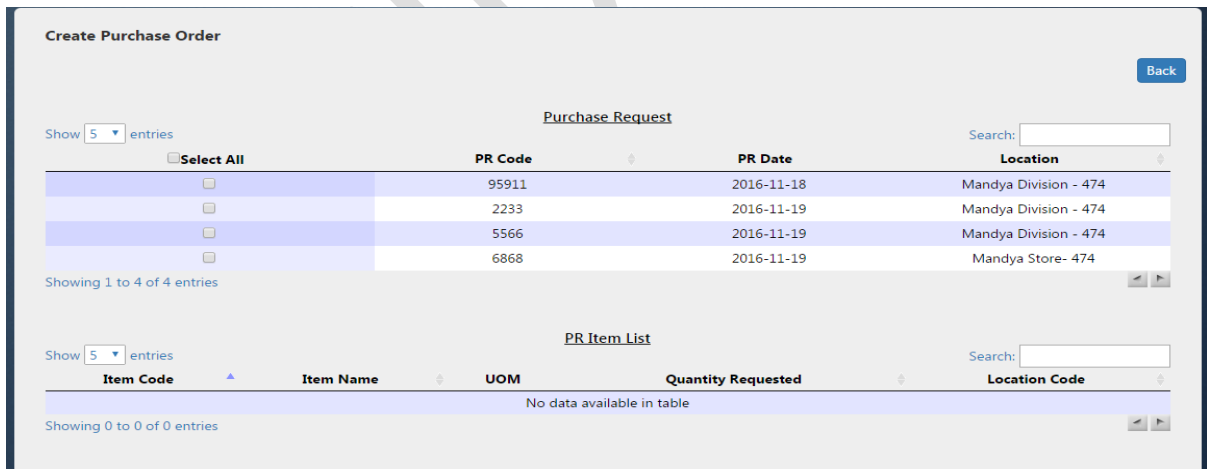 Create Purchase Order
Back
Purchase Request
Show 5 entries Search:
Select All PR Code PR Date Location
95911 2016-11-18 Mandya Division - 474
2233 2016-11-19 Mandya Division - 474
5566 2016-11-19 Mandya Division - 474
6868 2016-11-19 Mandya Store- 474
Showing 1 to 4 of 4 entries
PR Item List
Show 5 entries Search:
Item Code Item Name UOM Quantity Requested Location Code
No data available in table
Showing 0 to 0 of 0 entries